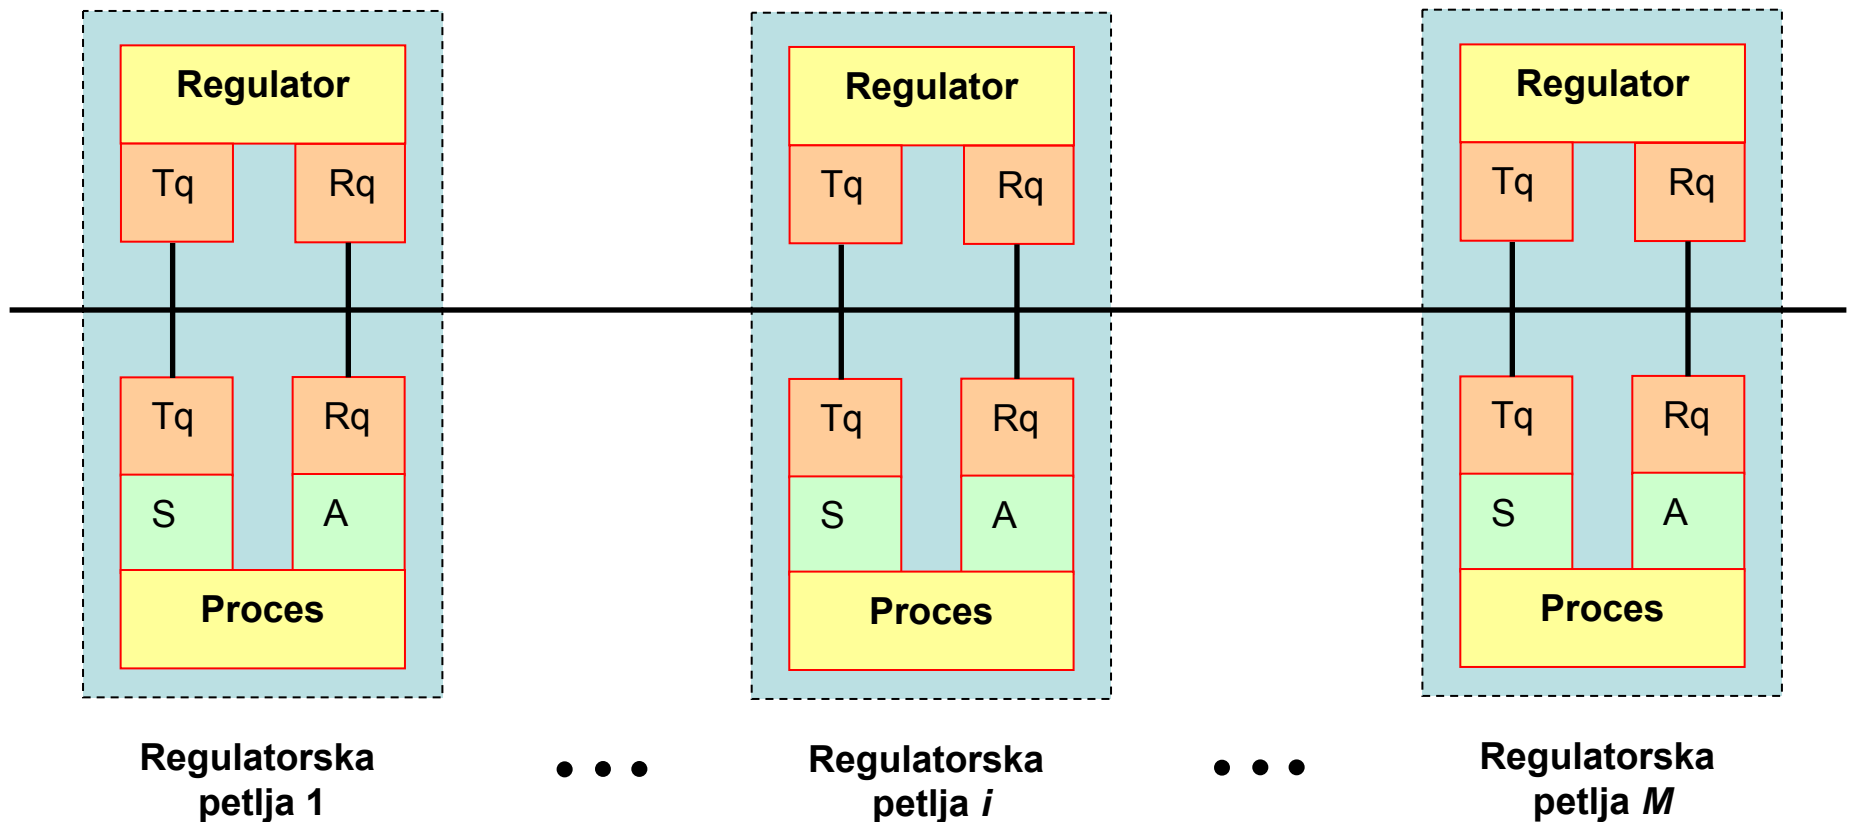 Regulator
Tq Rq
Tq Rq
S A
Proces
Regulatorska
petlja 1
Regulator
Tq Rq
Tq Rq
S A
Proces
Regulatorska
petlja i
Regulator
Tq Rq
Tq Rq
S A
Proces
Regulatorska
petlja M